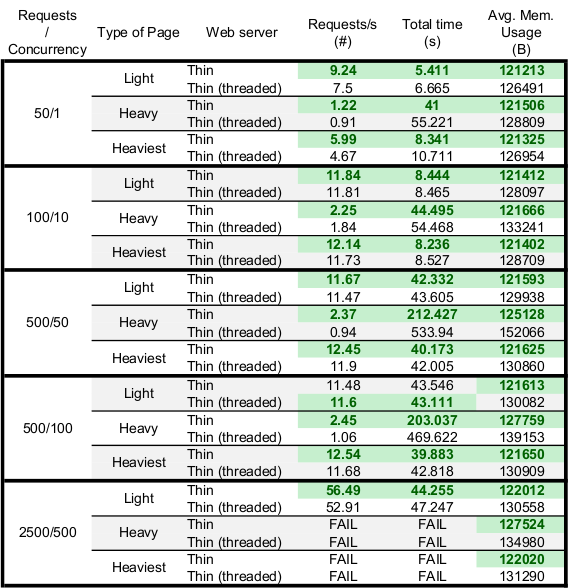 Requests / Concurrency Type of Page Web server Requests/s (#) Total time (s) Avg. Mem. Usage (B)
50/1 Light Thin 9.24 5.411 121213
Thin (threaded) 7.5 6.665 126491
Heavy Thin 1.22 41 121506
Thin (threaded) 0.91 55.221 128809
Heaviest Thin 5.99 8.341 121325
Thin (threaded) 4.67 10.711 126954
100/10 Light Thin 11.84 8.444 121412
Thin (threaded) 11.81 8.465 128097
Heavy Thin 2.25 44.495 121666
Thin (threaded) 1.84 54.468 133241
Heaviest Thin 12.14 8.236 121402
Thin (threaded) 11.73 8.527 128709
500/50 Light Thin 11.67 42.332 121593
Thin (threaded) 11.47 43.605 129938
Heavy Thin 2.37 212.427 125128
Thin (threaded) 0.94 533.94 152066
Heaviest Thin 12.45 40.173 121625
Thin (threaded) 11.9 42.005 130860
500/100 Light Thin 11.48 43.546 121613
Thin (threaded) 11.6 43.111 130082
Heavy Thin 2.45 203.037 127759
Thin (threaded) 1.06 469.622 139153
Heaviest Thin 12.54 39.883 121650
Thin (threaded) 11.68 42.818 130909
2500/500 Light Thin 56.49 44.255 122012
Thin (threaded) 52.91 47.247 130558
Heavy Thin FAIL FAIL 127524
Thin (threaded) FAIL FAIL 134980
Heaviest Thin FAIL FAIL 122020
Thin (threaded) FAIL FAIL 131290